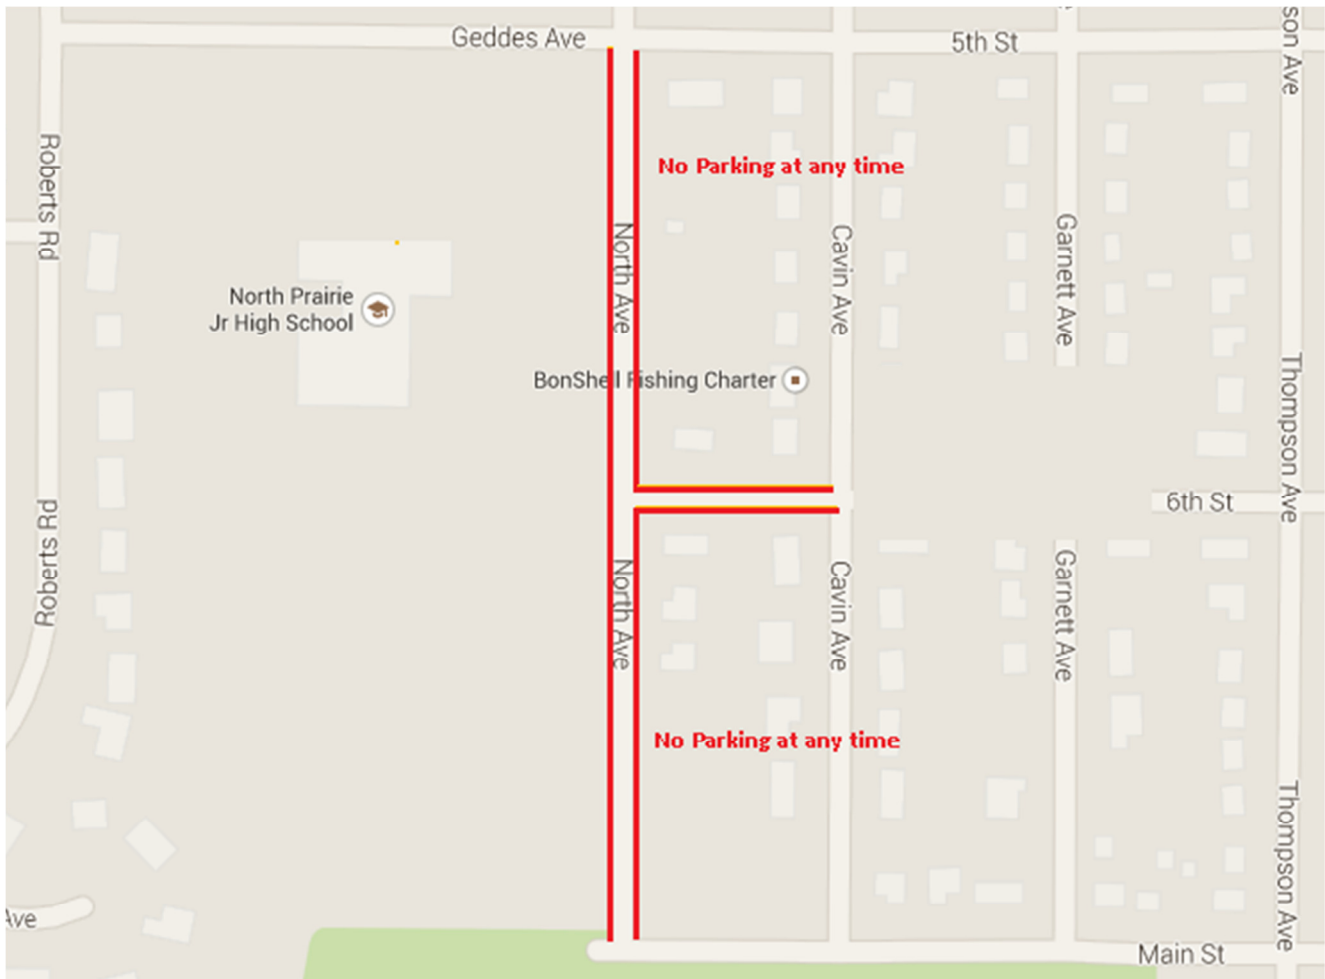 Geddes Ave
5th St
son Ave
Roberts Rd
No Parking at any time
North Ave
Cavin Ave
Garnett Ave
North Prairie
Jr High School
BonShell Fishing Charter
Thompson Ave
6th St
Roberts Rd
North Ave
Cavin Ave
Garnett Ave
No Parking at any time
Thompson Ave
Ave
Main St